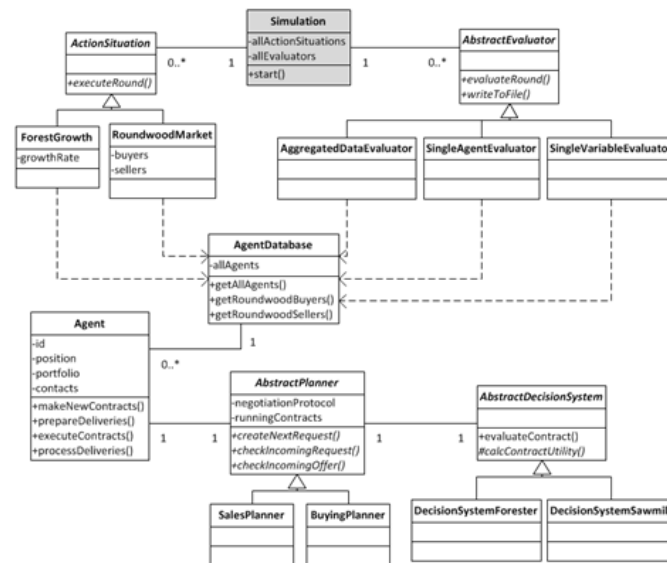 Simulation
-allActionSituations
-allEvaluators
+start()
ActionSituation
+executeRound()
0..*
1
1
0..*
AbstractEvaluator
+evaluateRound()
+writeToFile()
ForestGrowth
-growthRate
RoundwoodMarket
-buyers
-sellers
AggregatedDataEvaluator
SingleAgentEvaluator
SingleVariableEvaluator
AgentDatabase
-allAgents
+getAllAgents()
+getRoundwoodBuyers()
+getRoundwoodSellers()
Agent
-id
-position
-portfolio
-contacts
+makeNewContracts()
+prepareDeliveries()
+executeContracts()
+processDeliveries()
1
0..*
AbstractPlanner
-negotiationProtocol
-runningContracts
+createNextRequest()
+checkIncomingRequest()
+checkIncomingOffer()
1
1
1
1
AbstractDecisionSystem
+evaluateContract()
#calcContractUtility()
SalesPlanner
BuyingPlanner
DecisionSystemForester
DecisionSystemSawmil